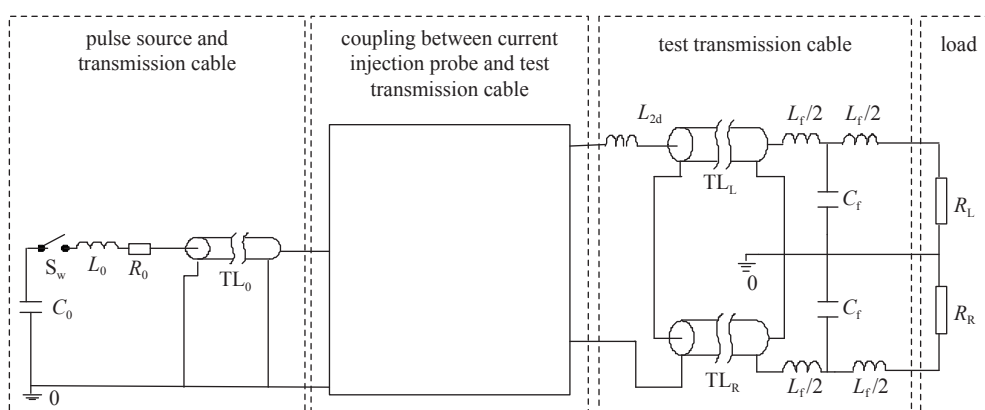 pulse source and
transmission cable
coupling between current
injection probe and test
transmission cable
test transmission cable
load
L2d
Lf/2
Lf/2
TLL
Cf
RL
Sw
L0
R0
TL0
C0
0
0
Cf
RR
TLR
Lf/2
Lf/2